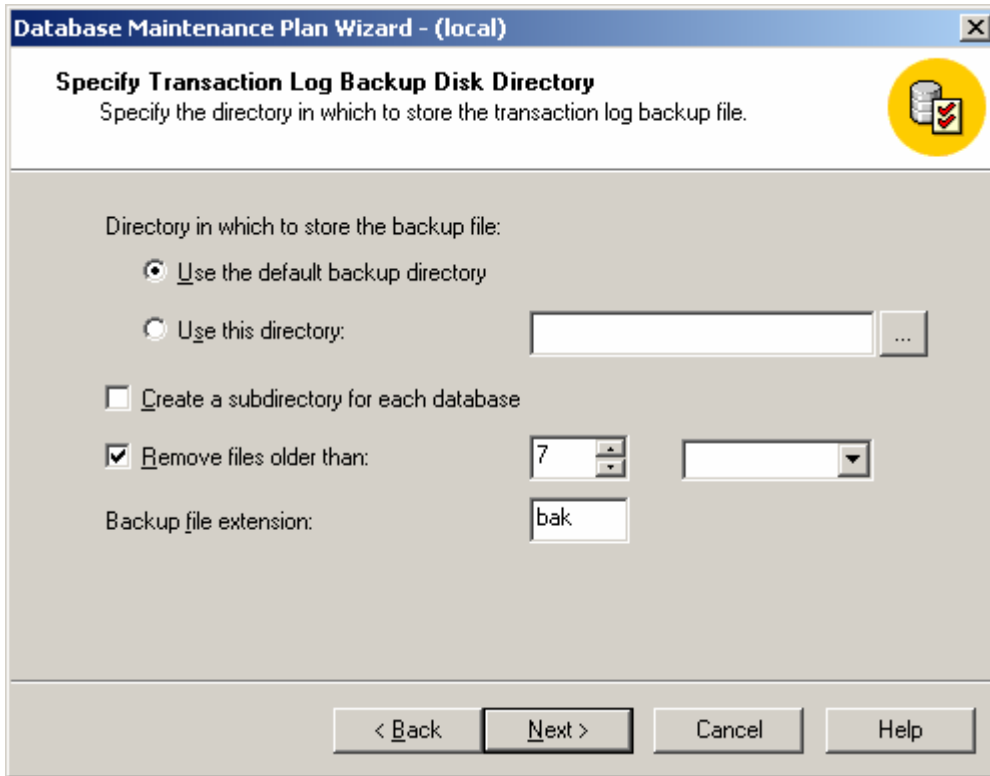 Database Maintenance Plan Wizard - (local)
Specify Transaction Log Backup Disk Directory
Specify the directory in which to store the transaction log backup file.
Directory in which to store the backup file:
Use the default backup directory
Use this directory:
...
Create a subdirectory for each database
Remove files older than:
7
Backup file extension:
bak
< Back
Next >
Cancel
Help